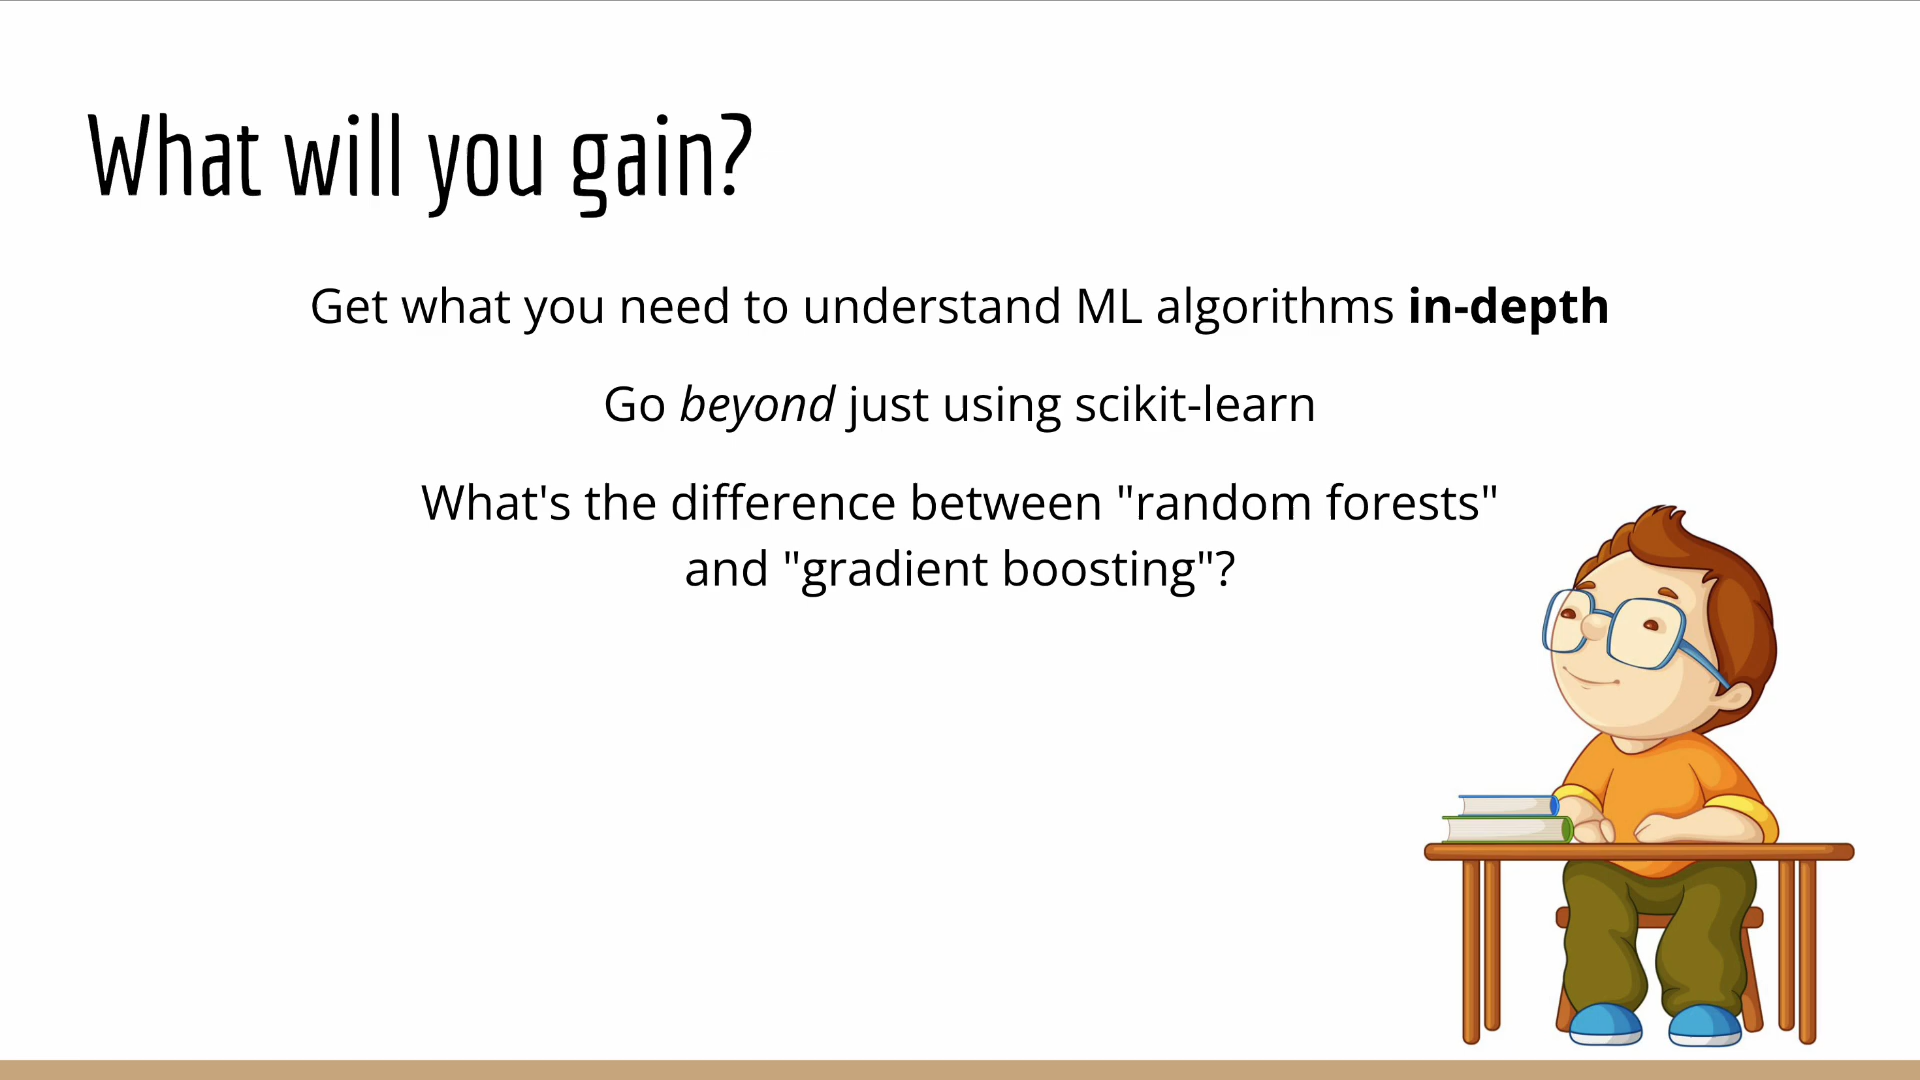 What will you gain?
Get what you need to understand ML algorithms in-depth
Go beyond just using scikit-learn
What's the difference between "random forests"
and "gradient boosting"?